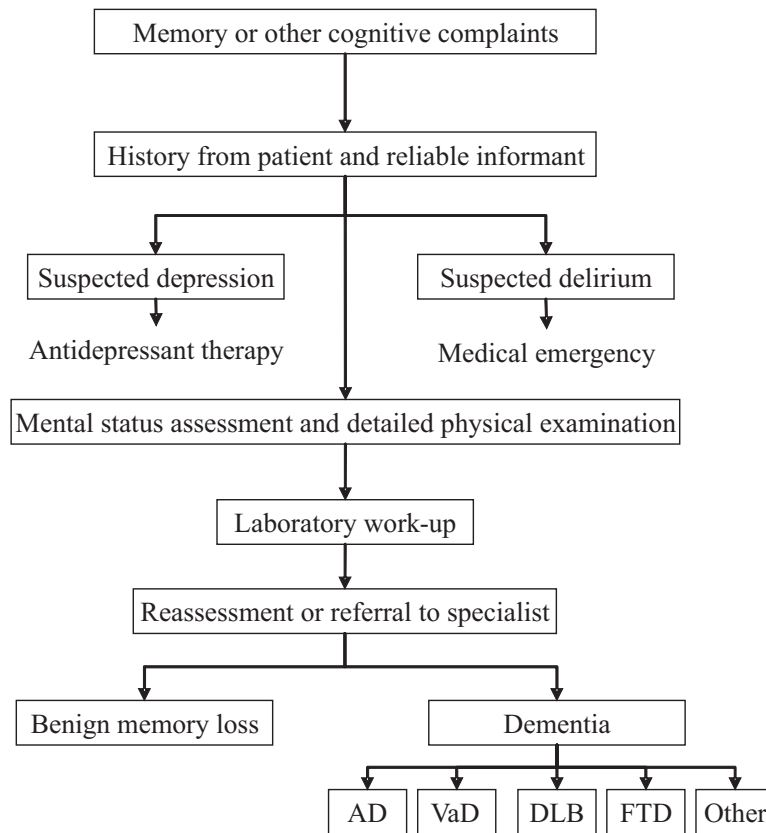 Memory or other cognitive complaints
History from patient and reliable informant
Suspected depression
Suspected delirium
Antidepressant therapy
Medical emergency
Mental status assessment and detailed physical examination
Laboratory work-up
Reassessment or referral to specialist
Benign memory loss
Dementia
AD
VaD
DLB
FTD
Other